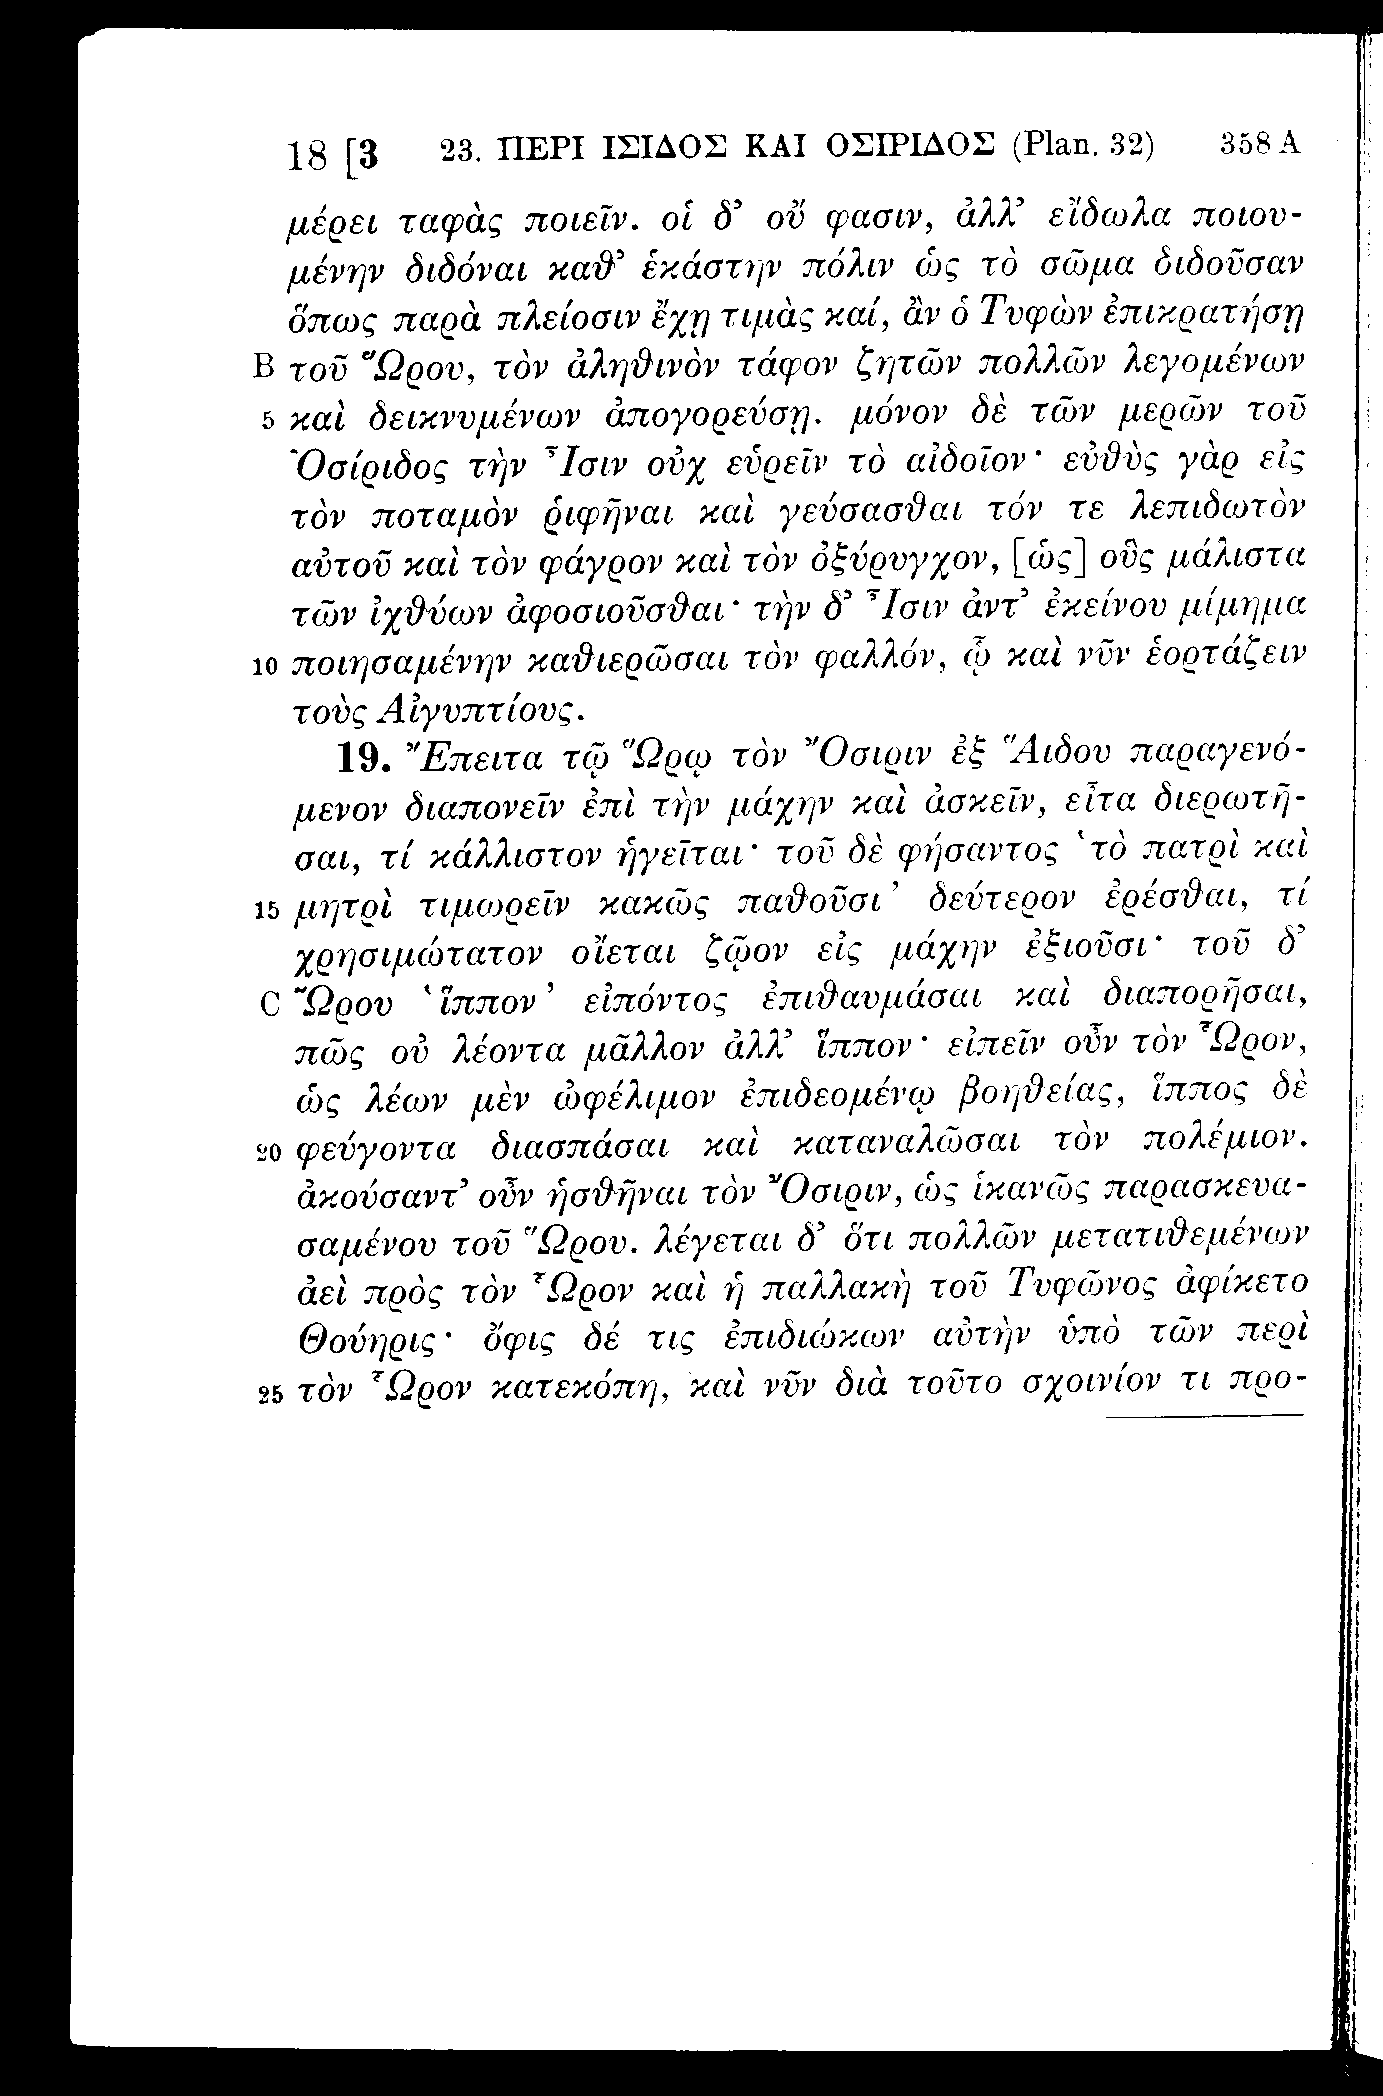 18 [3 23. ΠΕΡΙ ΙΣΙΔΟΣ ΚΑΙ ΟΣΙΡΙΔΟΣ (Plan. 32) 358 A
μέρει ταφὰς ποιεῖν. οἱ δ’ οὔ φασιν, ἀλλ’ εἴδωλα ποιου-
μένην διδόναι καθ’ ἑκάστην πόλιν ὡς τὸ σῶμα διδοῦσαν
ὅπως παρὰ πλείοσιν ἔχῃ τιμὰς καί, ἂν ὁ Τυφὼν ἐπικρατήσῃ
B τοῦ Ὥρου, τὸν ἀληθινὸν τάφον ζητῶν πολλῶν λεγομένων
5 καὶ δεικνυμένων ἀπογορεύσῃ. μόνον δὲ τῶν μερῶν τοῦ
Ὀσίριδος τὴν Ἶσιν οὐχ εὑρεῖν τὸ αἰδοῖον· εὐθὺς γὰρ εἰς
τὸν ποταμὸν ῥιφῆναι καὶ γεύσασθαι τόν τε λεπιδωτὸν
αὐτοῦ καὶ τὸν φάγρον καὶ τὸν ὀξύρυγχον, [ὡς] οὓς μάλιστα
τῶν ἰχθύων ἀφοσιοῦσθαι· τὴν δ’ Ἶσιν ἀντ’ ἐκείνου μίμημα
10 ποιησαμένην καθιερῶσαι τὸν φαλλόν, ᾧ καὶ νῦν ἑορτάζειν
τοὺς Αἰγυπτίους.
19. Ἔπειτα τῷ Ὥρῳ τὸν Ὄσιριν ἐξ Ἅιδου παραγενό-
μενον διαπονεῖν ἐπὶ τὴν μάχην καὶ ἀσκεῖν, εἶτα διερωτῆ-
σαι, τί κάλλιστον ἡγεῖται· τοῦ δὲ φήσαντος ‘τὸ πατρὶ καὶ
15 μητρὶ τιμωρεῖν κακῶς παθοῦσι’ δεύτερον ἐρέσθαι, τί
χρησιμώτατον οἴεται ζῷον εἰς μάχην ἐξιοῦσι· τοῦ δ’
C Ὥρου ‘ἵππον’ εἰπόντος ἐπιθαυμάσαι καὶ διαπορῆσαι,
πῶς οὐ λέοντα μᾶλλον ἀλλ’ ἵππον· εἰπεῖν οὖν τὸν Ὧρον,
ὡς λέων μὲν ὠφέλιμον ἐπιδεομένῳ βοηθείας, ἵππος δὲ
20 φεύγοντα διασπάσαι καὶ καταναλῶσαι τὸν πολέμιον.
ἀκούσαντ’ οὖν ἡσθῆναι τὸν Ὄσιριν, ὡς ἱκανῶς παρασκευα-
σαμένου τοῦ Ὥρου. λέγεται δ’ ὅτι πολλῶν μετατιθεμένων
ἀεὶ πρὸς τὸν Ὧρον καὶ ἡ παλλακὴ τοῦ Τυφῶνος ἀφίκετο
Θούηρις· ὄφις δέ τις ἐπιδιώκων αὐτὴν ὑπὸ τῶν περὶ
25 τὸν Ὧρον κατεκόπη, καὶ νῦν διὰ τοῦτο σχοινίον τι προ-